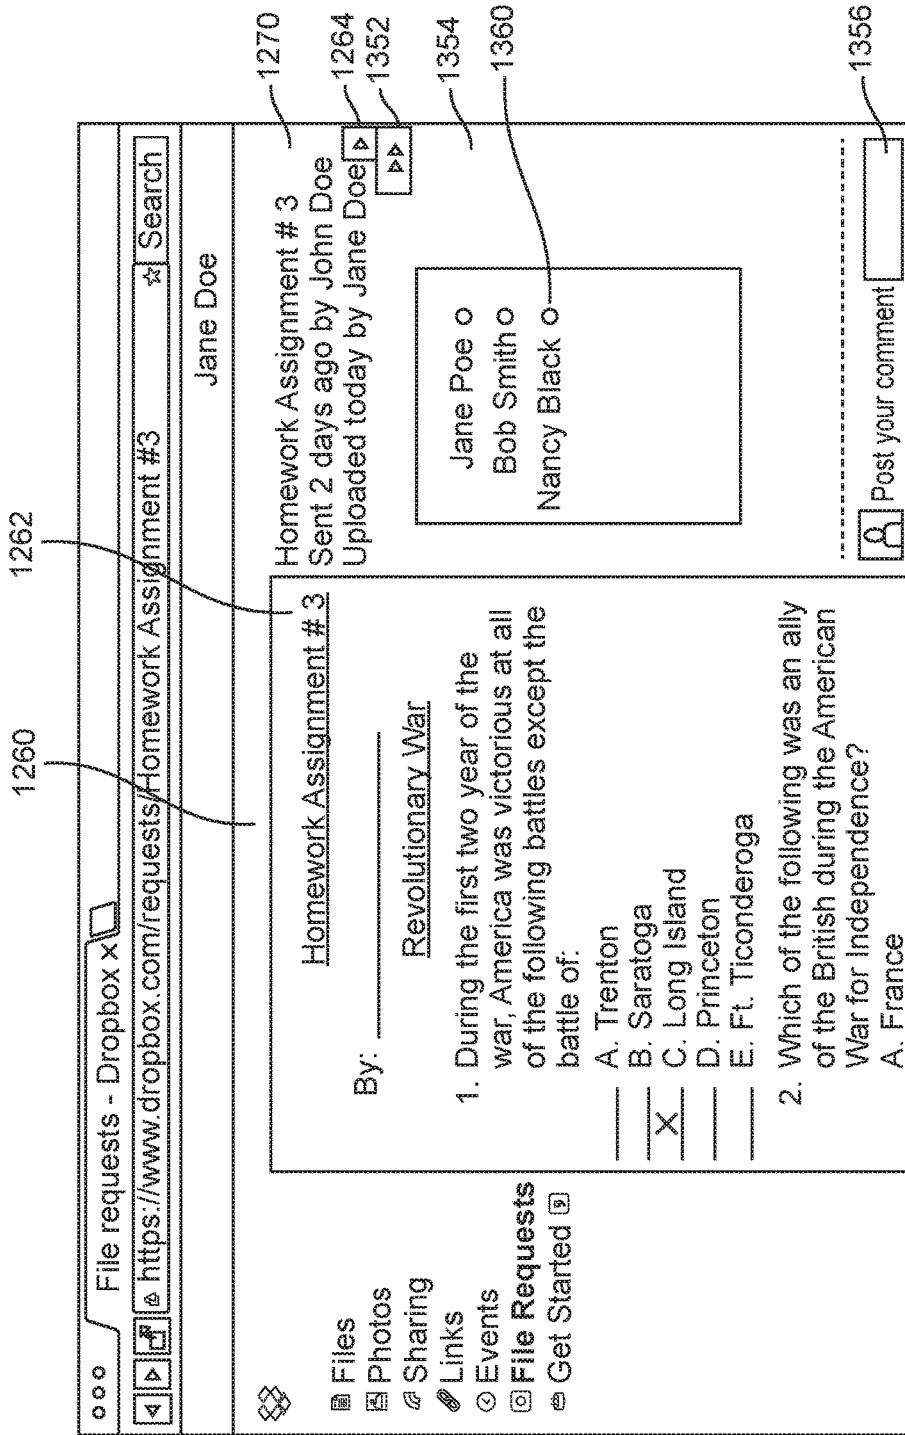 1260
1262
File requests - Dropbox X
https://www.dropbox.com/requests/Homework Assignment #3
Search
Jane Doe
Files
Photos
Sharing
Links
Events
File Requests
Get Started
Homework Assignment # 3
By:
Revolutionary War
1. During the first two year of the
war, America was victorious at all
of the following battles except the
battle of:
A. Trenton
B. Saratoga
X C. Long Island
D. Princeton
E. Ft. Ticonderoga
2. Which of the following was an ally
of the British during the American
War for Independence?
A. France
Homework Assignment # 3
Sent 2 days ago by John Doe
Uploaded today by Jane Doe
Jane Poe
Bob Smith
Nancy Black
Post your comment
1270
1264
1352
1354
1360
1356